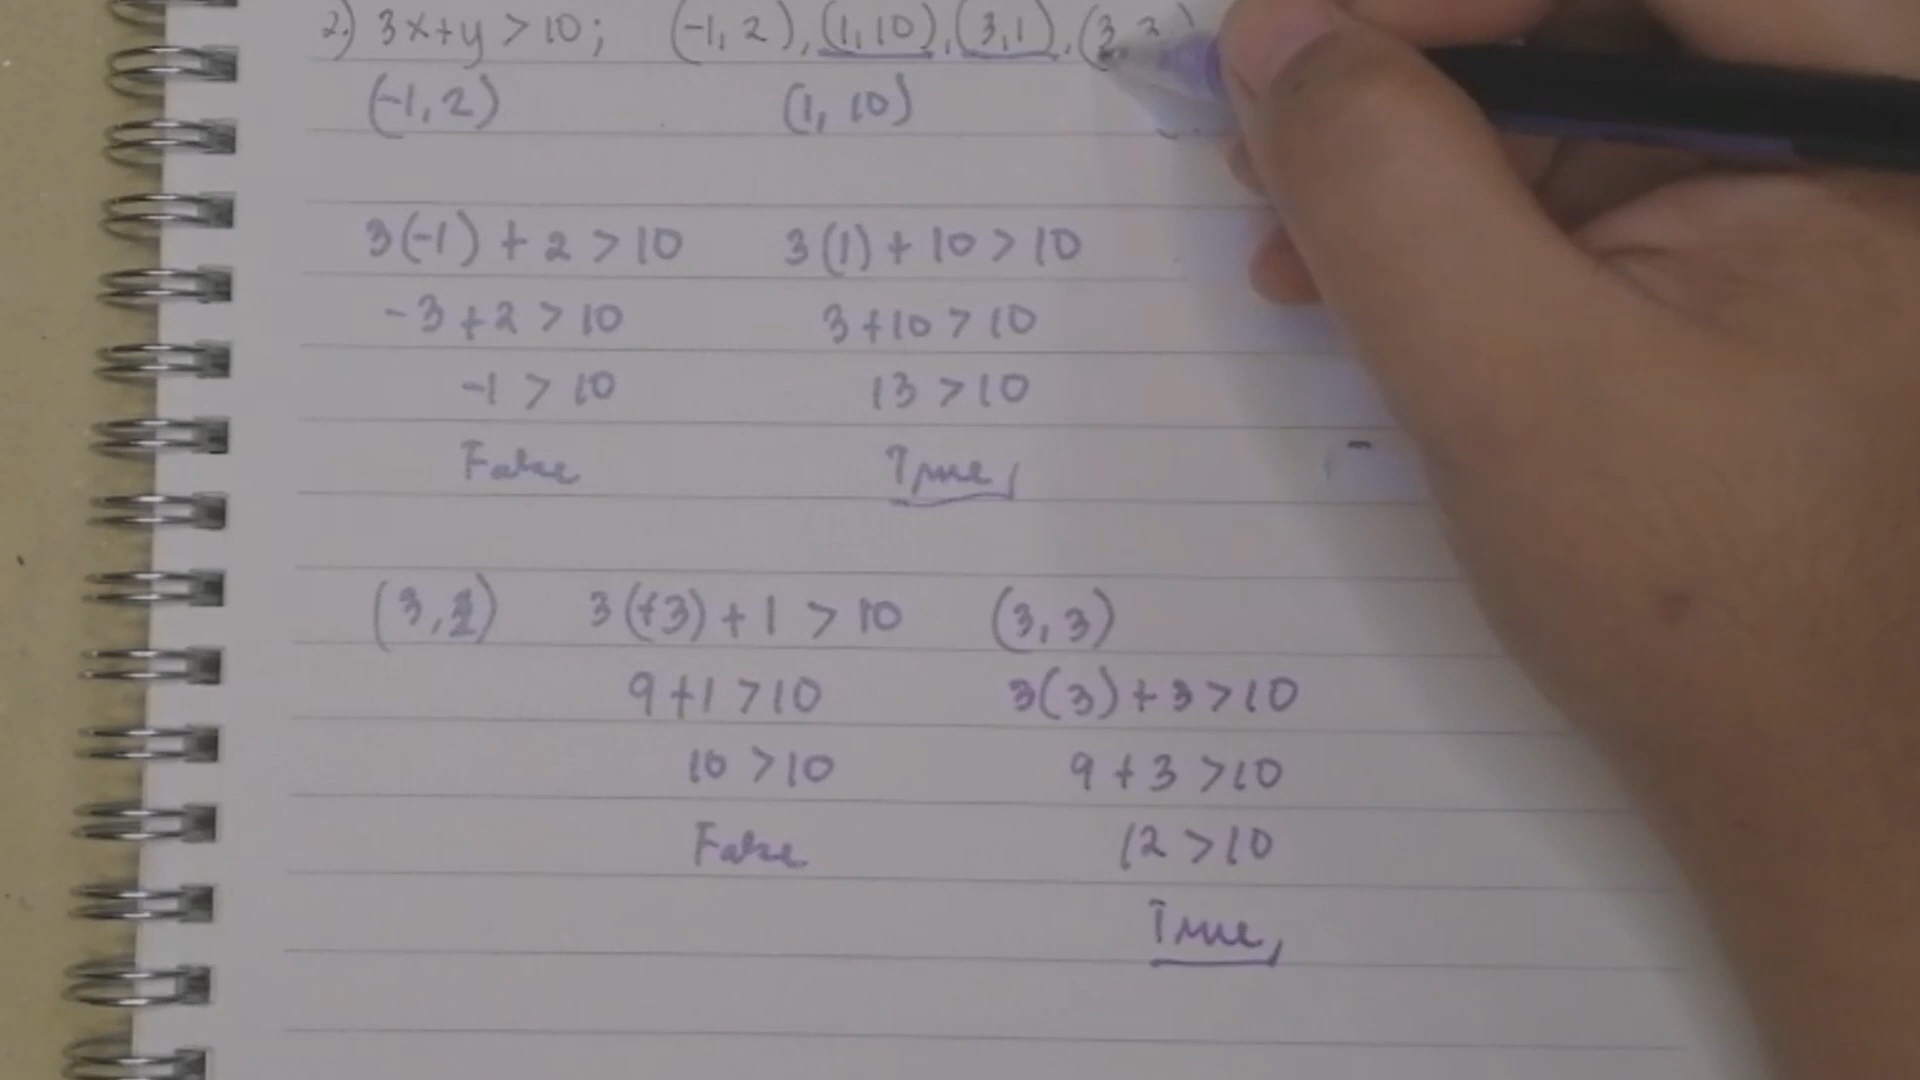 2.) 3x+y > 10; (-1, 2), (1, 10), (3, 1), (3, 3)
(-1, 2) (1, 10)
3(-1) + 2 > 10 3(1) + 10 > 10
-3 + 2 > 10 3 + 10 > 10
-1 > 10 13 > 10
False True,
(3, 3(+3) + 1 > 10 (3, 3)
9 + 1 > 10 3(3) + 3 > 10
10 > 10 9 + 3 > 10
False 12 > 10
True,